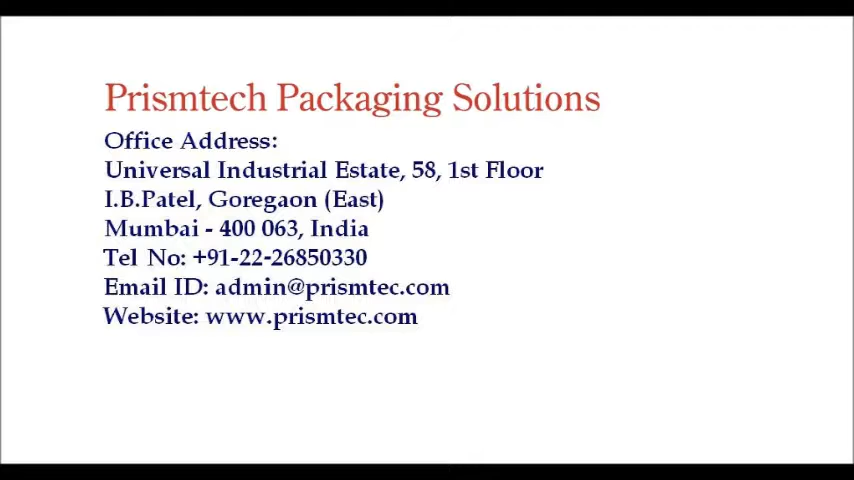 Prismtech Packaging Solutions
Office Address:
Universal Industrial Estate, 58, 1st Floor
I.B.Patel, Goregaon (East)
Mumbai - 400 063, India
Tel No: +91-22-26850330
Email ID: admin@prismtec.com
Website: www.prismtec.com